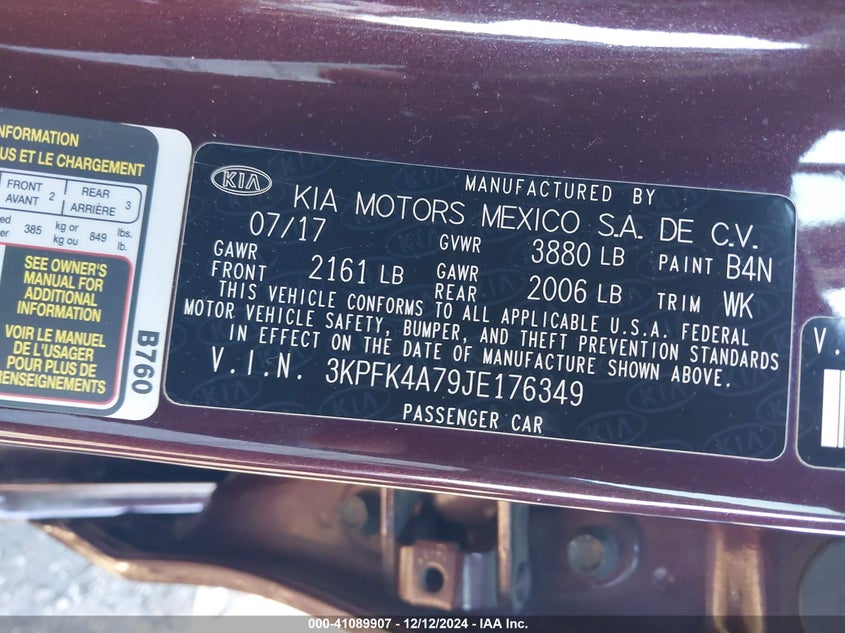 INFORMATION
US ET LE CHARGEMENT
FRONT AVANT 2 REAR ARRIÈRE 3
385 kg or kg ou 849 lbs. lb.
SEE OWNER'S
MANUAL FOR
ADDITIONAL
INFORMATION
VOIR LE MANUEL
DE L'USAGER
POUR PLUS DE
RENSEIGNEMENTS
B760
KIA
MANUFACTURED BY
KIA MOTORS MEXICO S.A. DE C.V.
07/17 GVWR 3880 LB PAINT B4N
GAWR FRONT 2161 LB GAWR REAR 2006 LB TRIM WK
THIS VEHICLE CONFORMS TO ALL APPLICABLE U.S.A. FEDERAL
MOTOR VEHICLE SAFETY, BUMPER, AND THEFT PREVENTION STANDARDS
IN EFFECT ON THE DATE OF MANUFACTURE SHOWN ABOVE.
V.I.N. 3KPFK4A79JE176349
PASSENGER CAR
V.
000-41089907 - 12/12/2024 - IAA Inc.